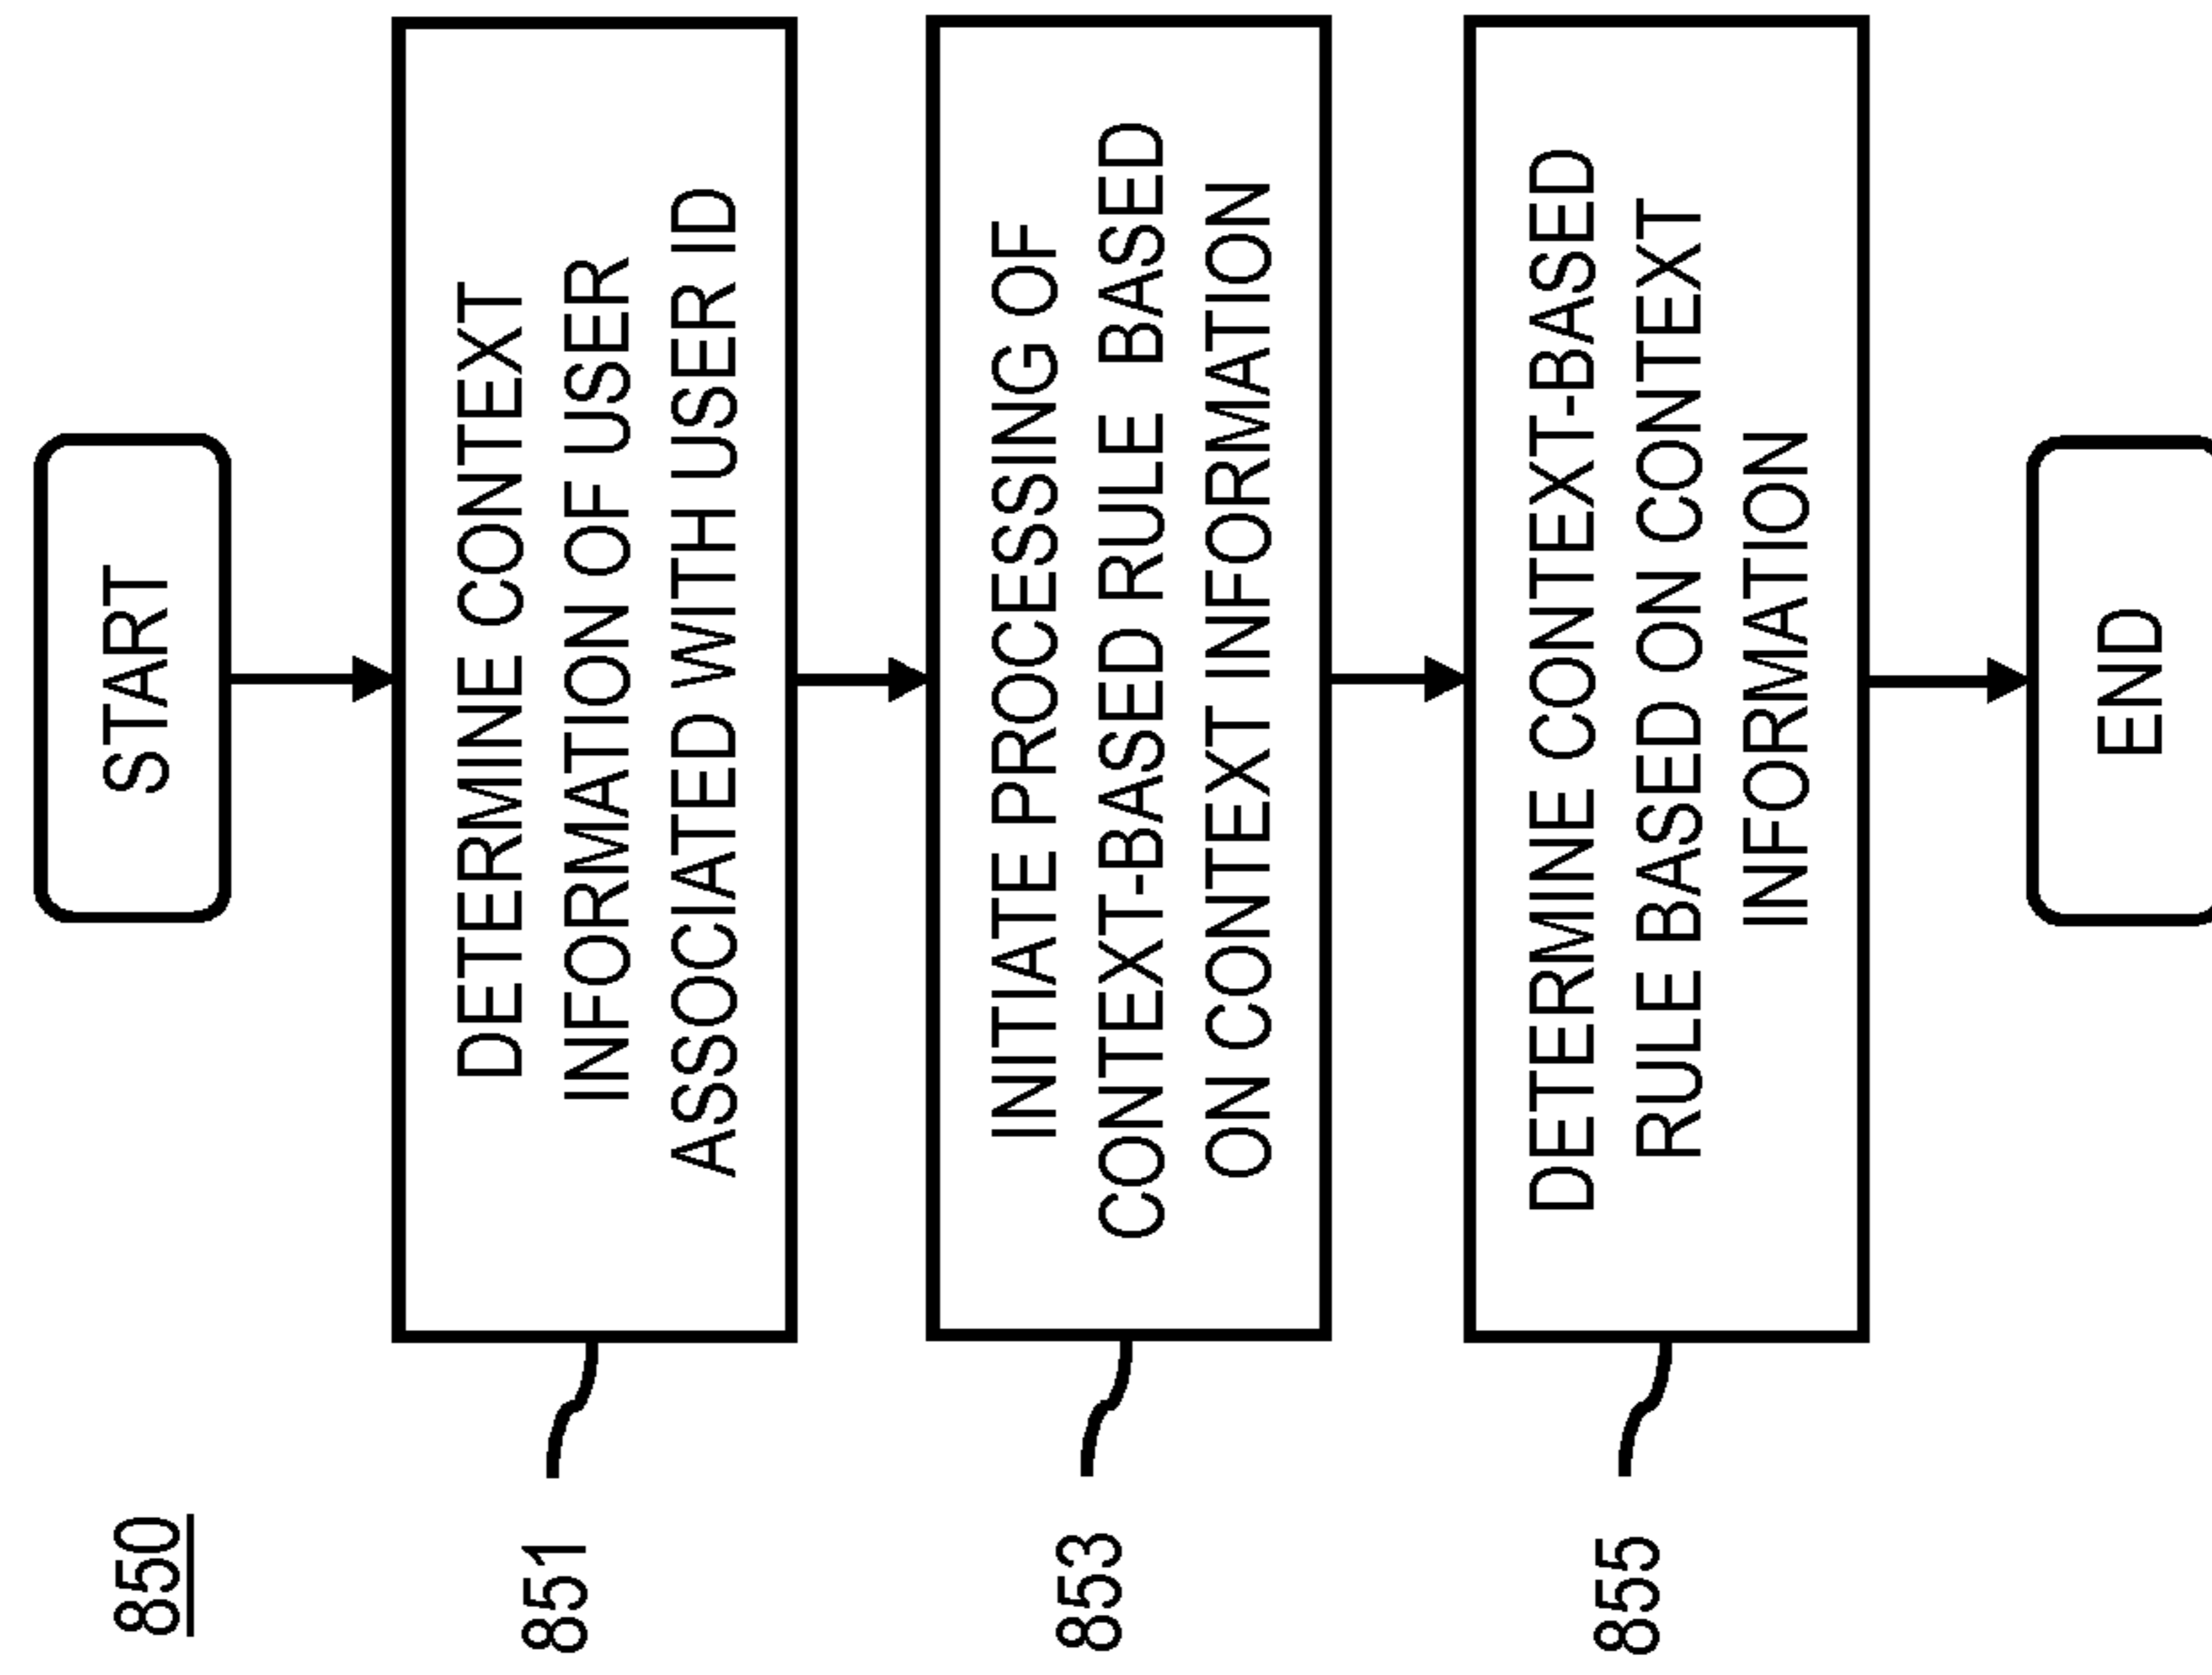 850
START
851
DETERMINE CONTEXT
INFORMATION OF USER
ASSOCIATED WITH USER ID
853
INITIATE PROCESSING OF
CONTEXT-BASED RULE BASED
ON CONTEXT INFORMATION
855
DETERMINE CONTEXT-BASED
RULE BASED ON CONTEXT
INFORMATION
END